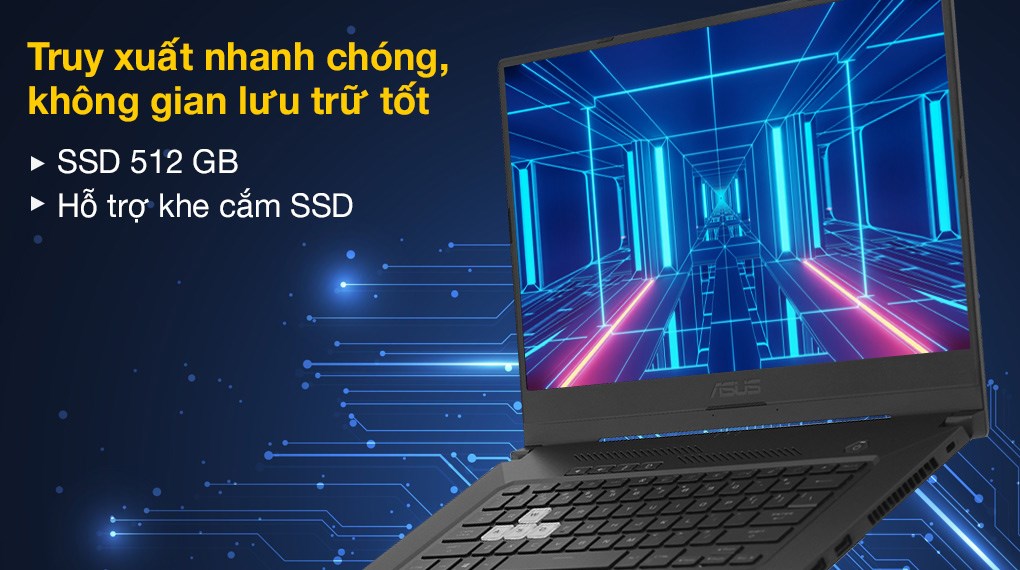 Truy xuất nhanh chóng,
không gian lưu trữ tốt
SSD 512 GB
Hỗ trợ khe cắm SSD
ASUS